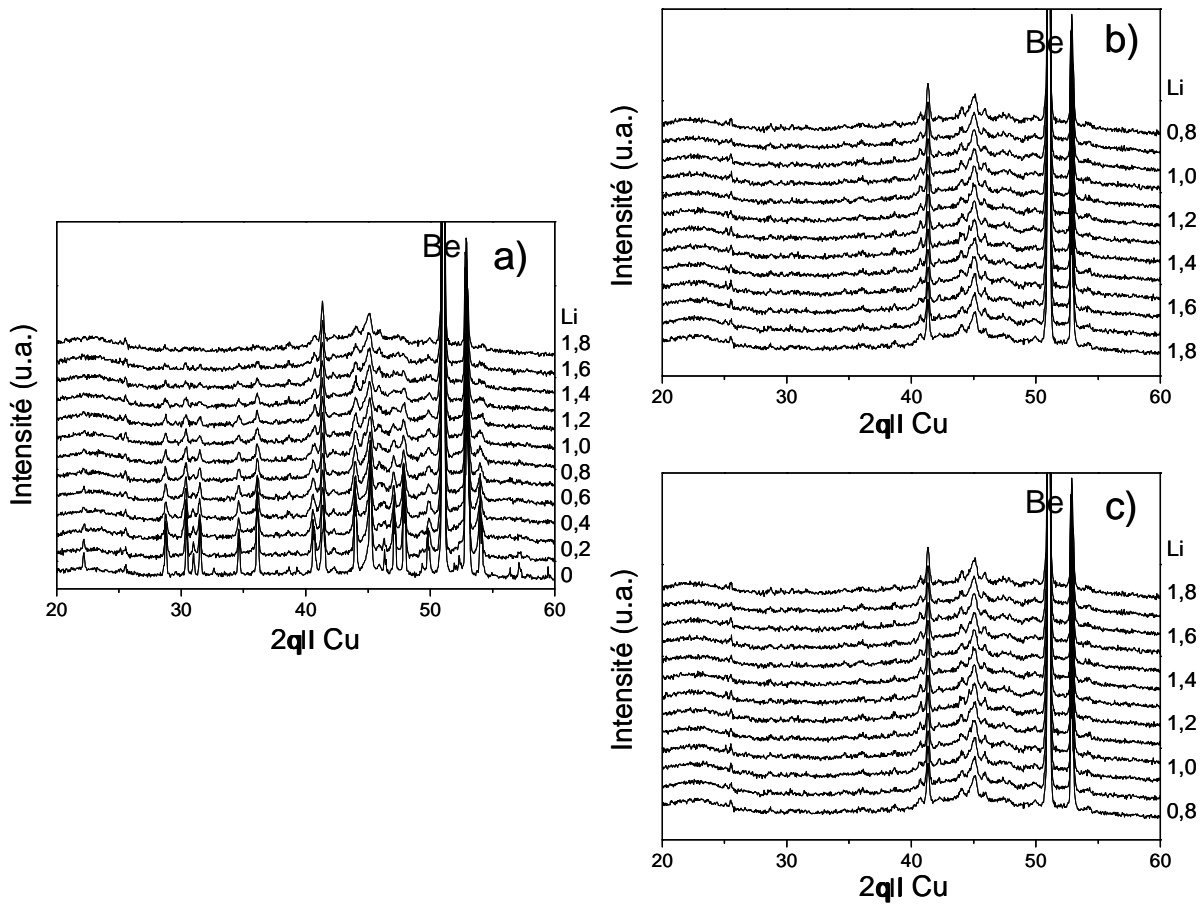 a)
Be
Intensité (u.a.)
Li
1,8
1,6
1,4
1,2
1,0
0,8
0,6
0,4
0,2
0
20 30 40 50 60
2qll Cu
b)
Be
Intensité (u.a.)
Li
0,8
1,0
1,2
1,4
1,6
1,8
20 30 40 50 60
2qll Cu
c)
Be
Intensité (u.a.)
Li
1,8
1,6
1,4
1,2
1,0
0,8
20 30 40 50 60
2qll Cu